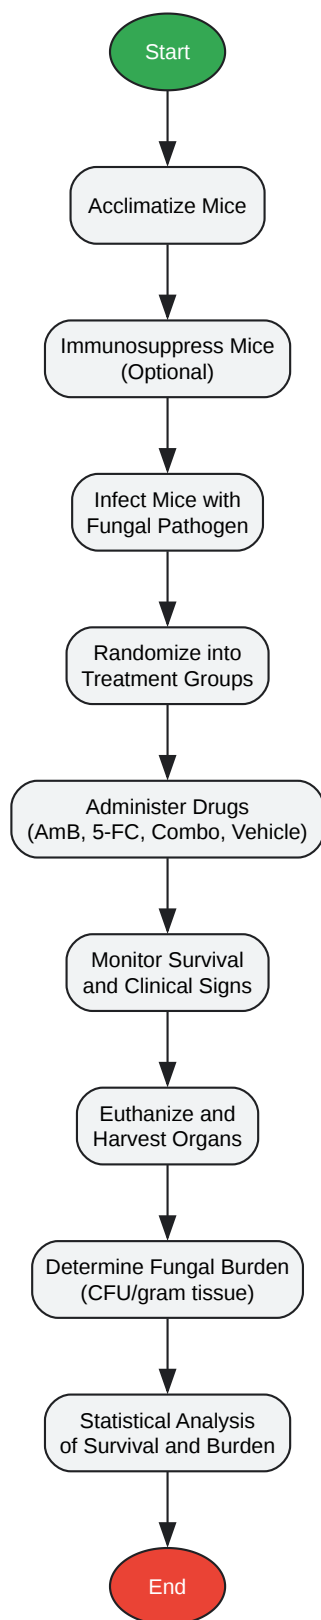 Start
Acclimatize Mice
Immunosuppress Mice
(Optional)
Infect Mice with
Fungal Pathogen
Randomize into
Treatment Groups
Administer Drugs
(AmB, 5-FC, Combo, Vehicle)
Monitor Survival
and Clinical Signs
Euthanize and
Harvest Organs
Determine Fungal Burden
(CFU/gram tissue)
Statistical Analysis
of Survival and Burden
End